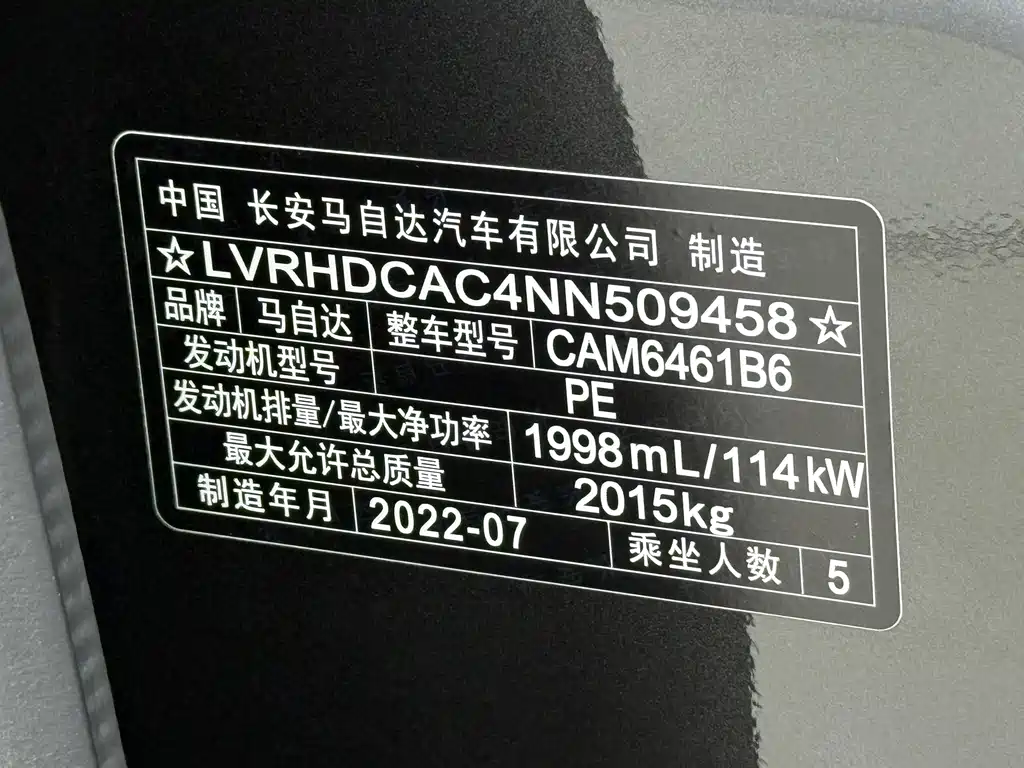 中国 长安马自达汽车有限公司 制造
☆LVRHDCAC4NN509458☆
品牌 马自达 整车型号 CAM6461B6
发动机型号 PE
发动机排量/最大净功率 1998mL/114kW
最大允许总质量 2015kg
制造年月 2022-07 乘坐人数 5